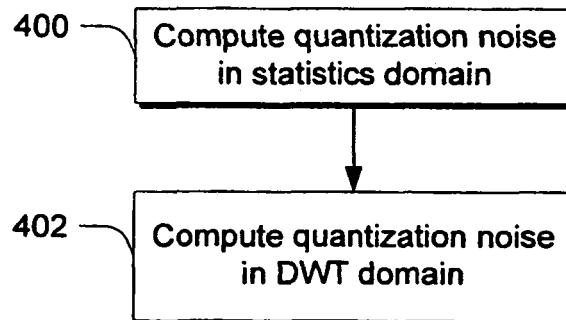 400
Compute quantization noise
in statistics domain
402
Compute quantization noise
in DWT domain